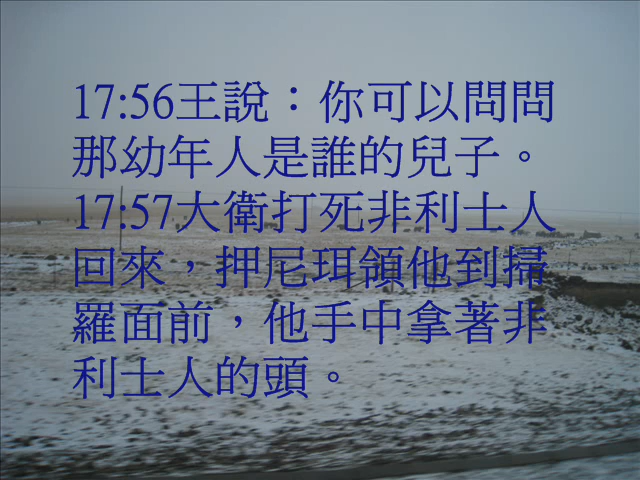 17:56王說：你可以問問
那幼年人是誰的兒子。
17:57大衛打死非利士人
回來，押尼珥領他到掃
羅面前，他手中拿著非
利士人的頭。